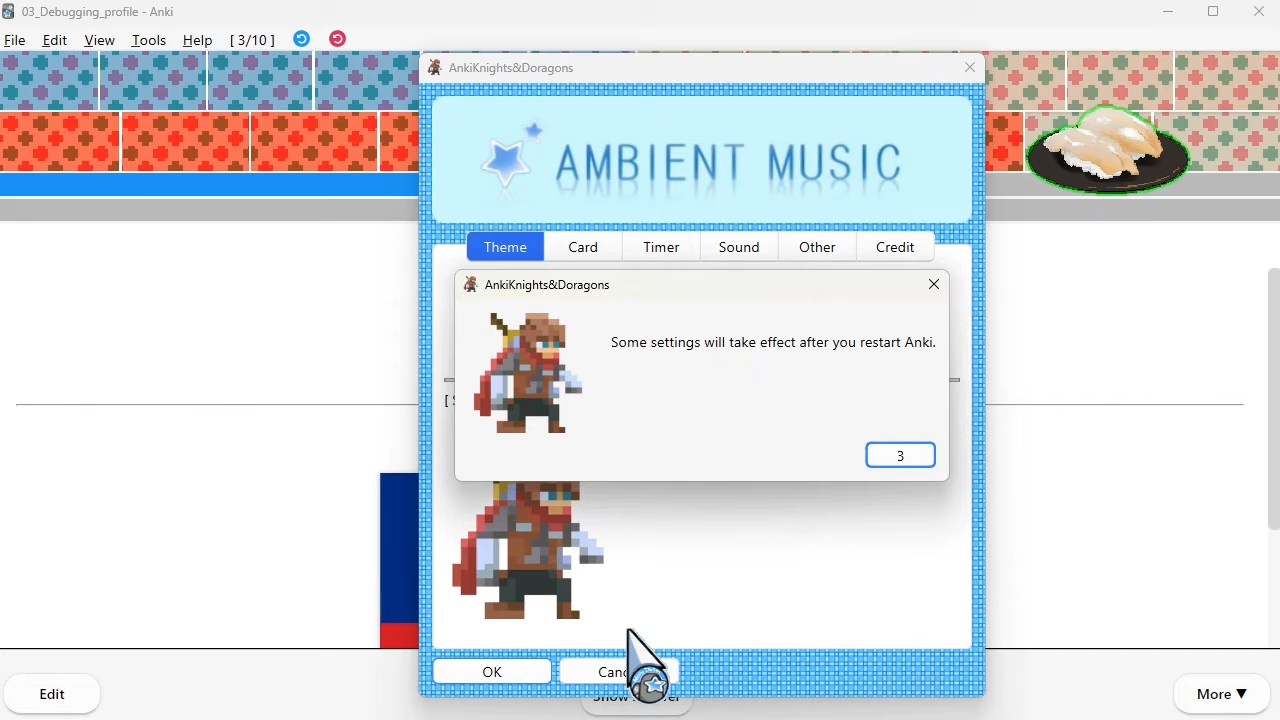 03_Debugging_profile - Anki
File Edit View Tools Help [ 3/10 ]
AnkiKnights&Doragons
AMBIENT MUSIC
Theme Card Timer Sound Other Credit
AnkiKnights&Doragons
Some settings will take effect after you restart Anki.
3
OK
Edit
More ▼